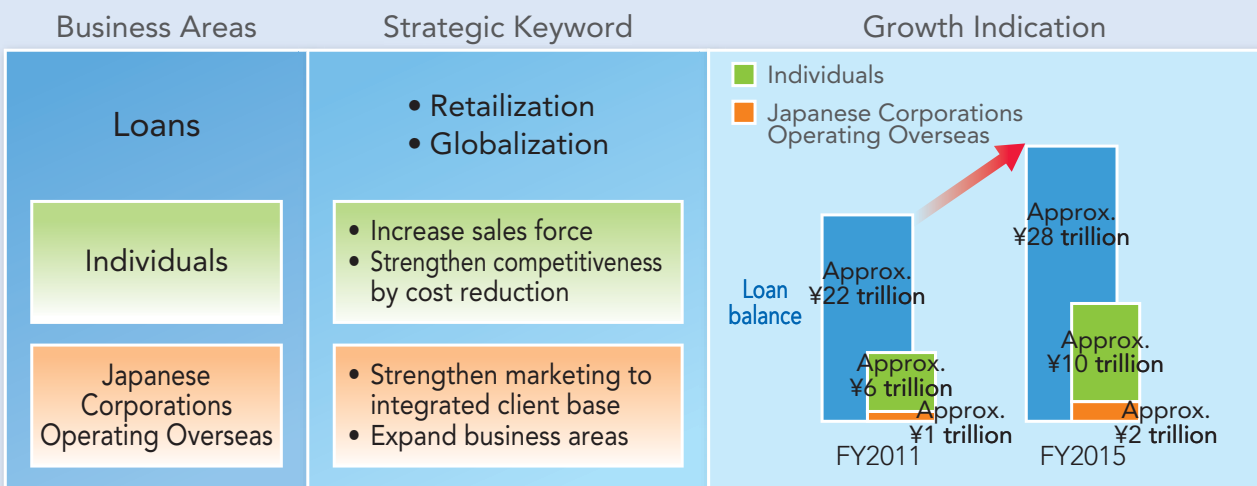 Business Areas
Strategic Keyword
Growth Indication
Loans
• Retailization
• Globalization
Individuals
• Increase sales force
• Strengthen competitiveness
by cost reduction
Japanese
Corporations
Operating Overseas
• Strengthen marketing to
integrated client base
• Expand business areas
Individuals
Japanese Corporations
Operating Overseas
Loan
balance
Approx.
¥22 trillion
Approx.
¥6 trillion
Approx.
¥1 trillion
FY2011
Approx.
¥28 trillion
Approx.
¥10 trillion
Approx.
¥2 trillion
FY2015